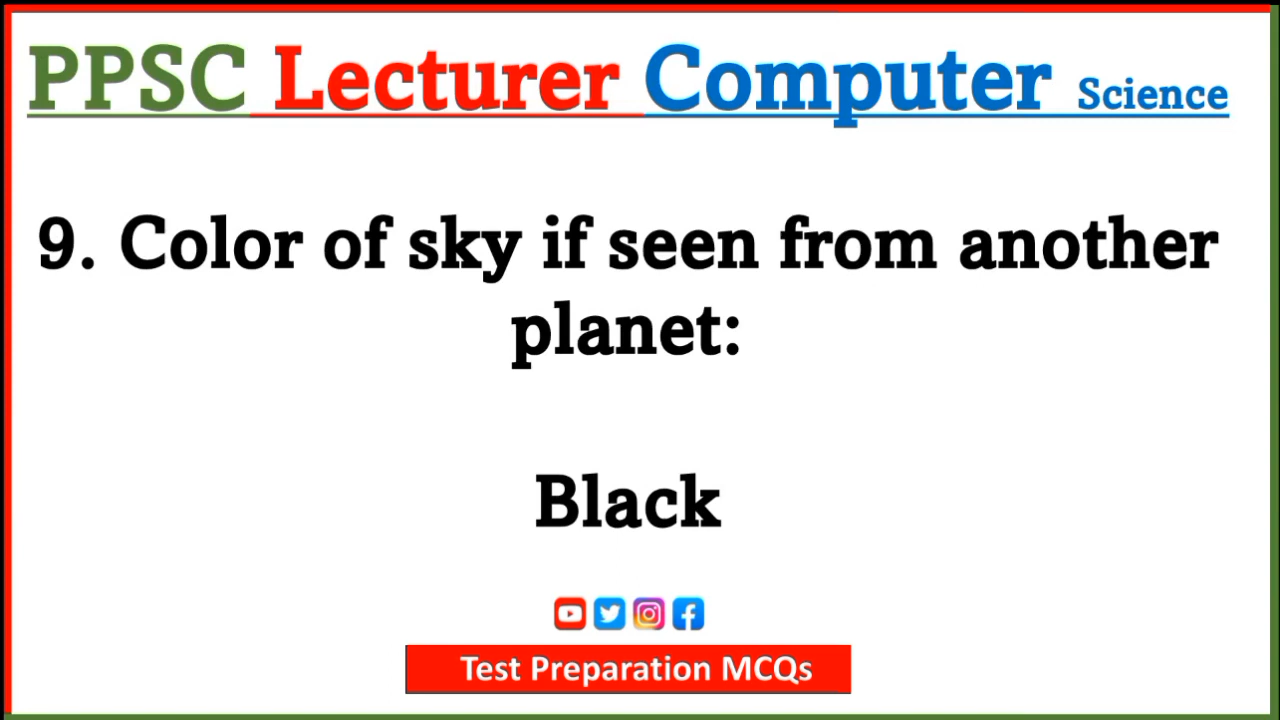 PPSC Lecturer Computer Science
9. Color of sky if seen from another
planet:
Black
Test Preparation MCQs